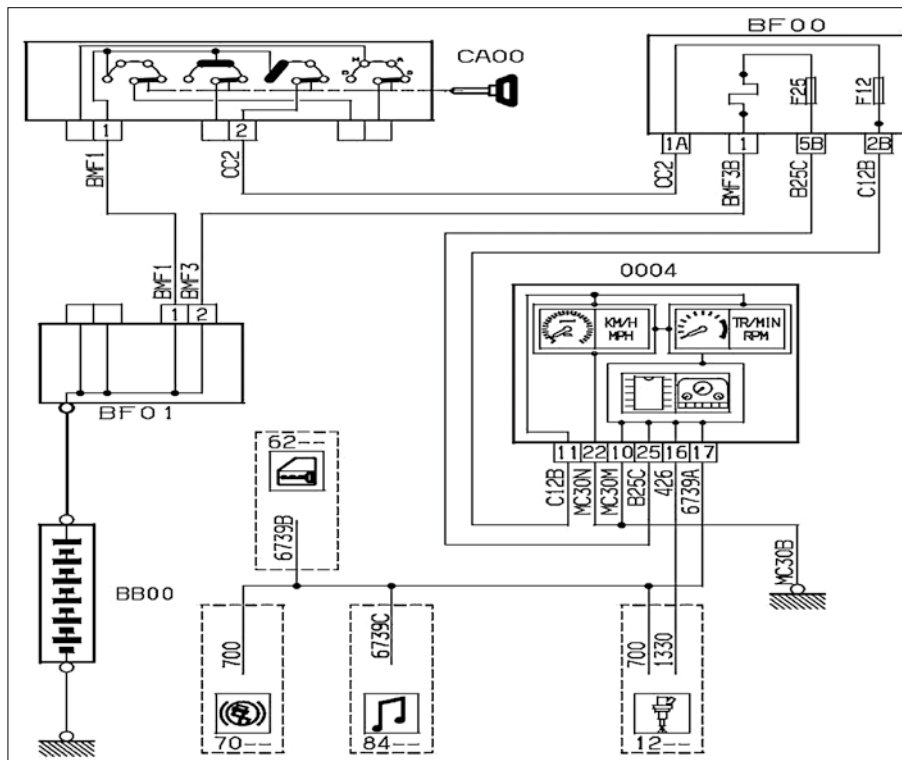 BF00
CA00
M A
D D
F25
F12
1 2
1A 1 5B 2B
BMF1
CC2
CC2
BMF3B
B25C
C12B
0004
KM/H
MPH
TR/MIN
RPM
BMF1
BMF3
1 2
BF01
11 22 10 25 16 17
C12B
MC30N
MC30M
B25C
426
6739A
62--
6739B
MC30B
BB00
700
6739C
700
1330
70--
84--
12--